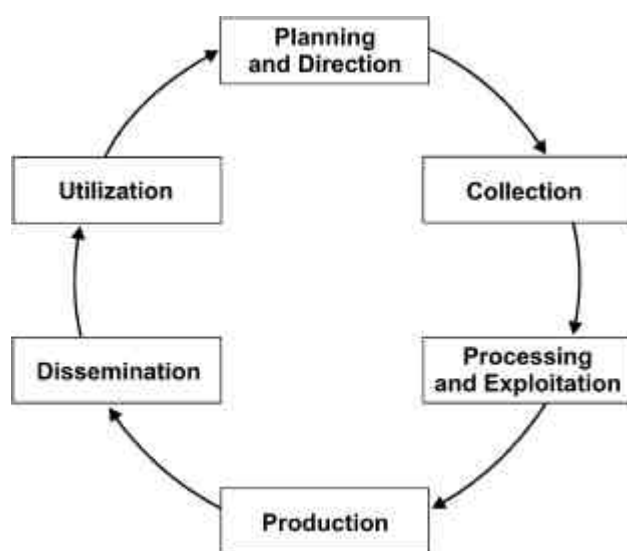 Planning
and Direction
Utilization
Collection
Dissemination
Processing
and Exploitation
Production